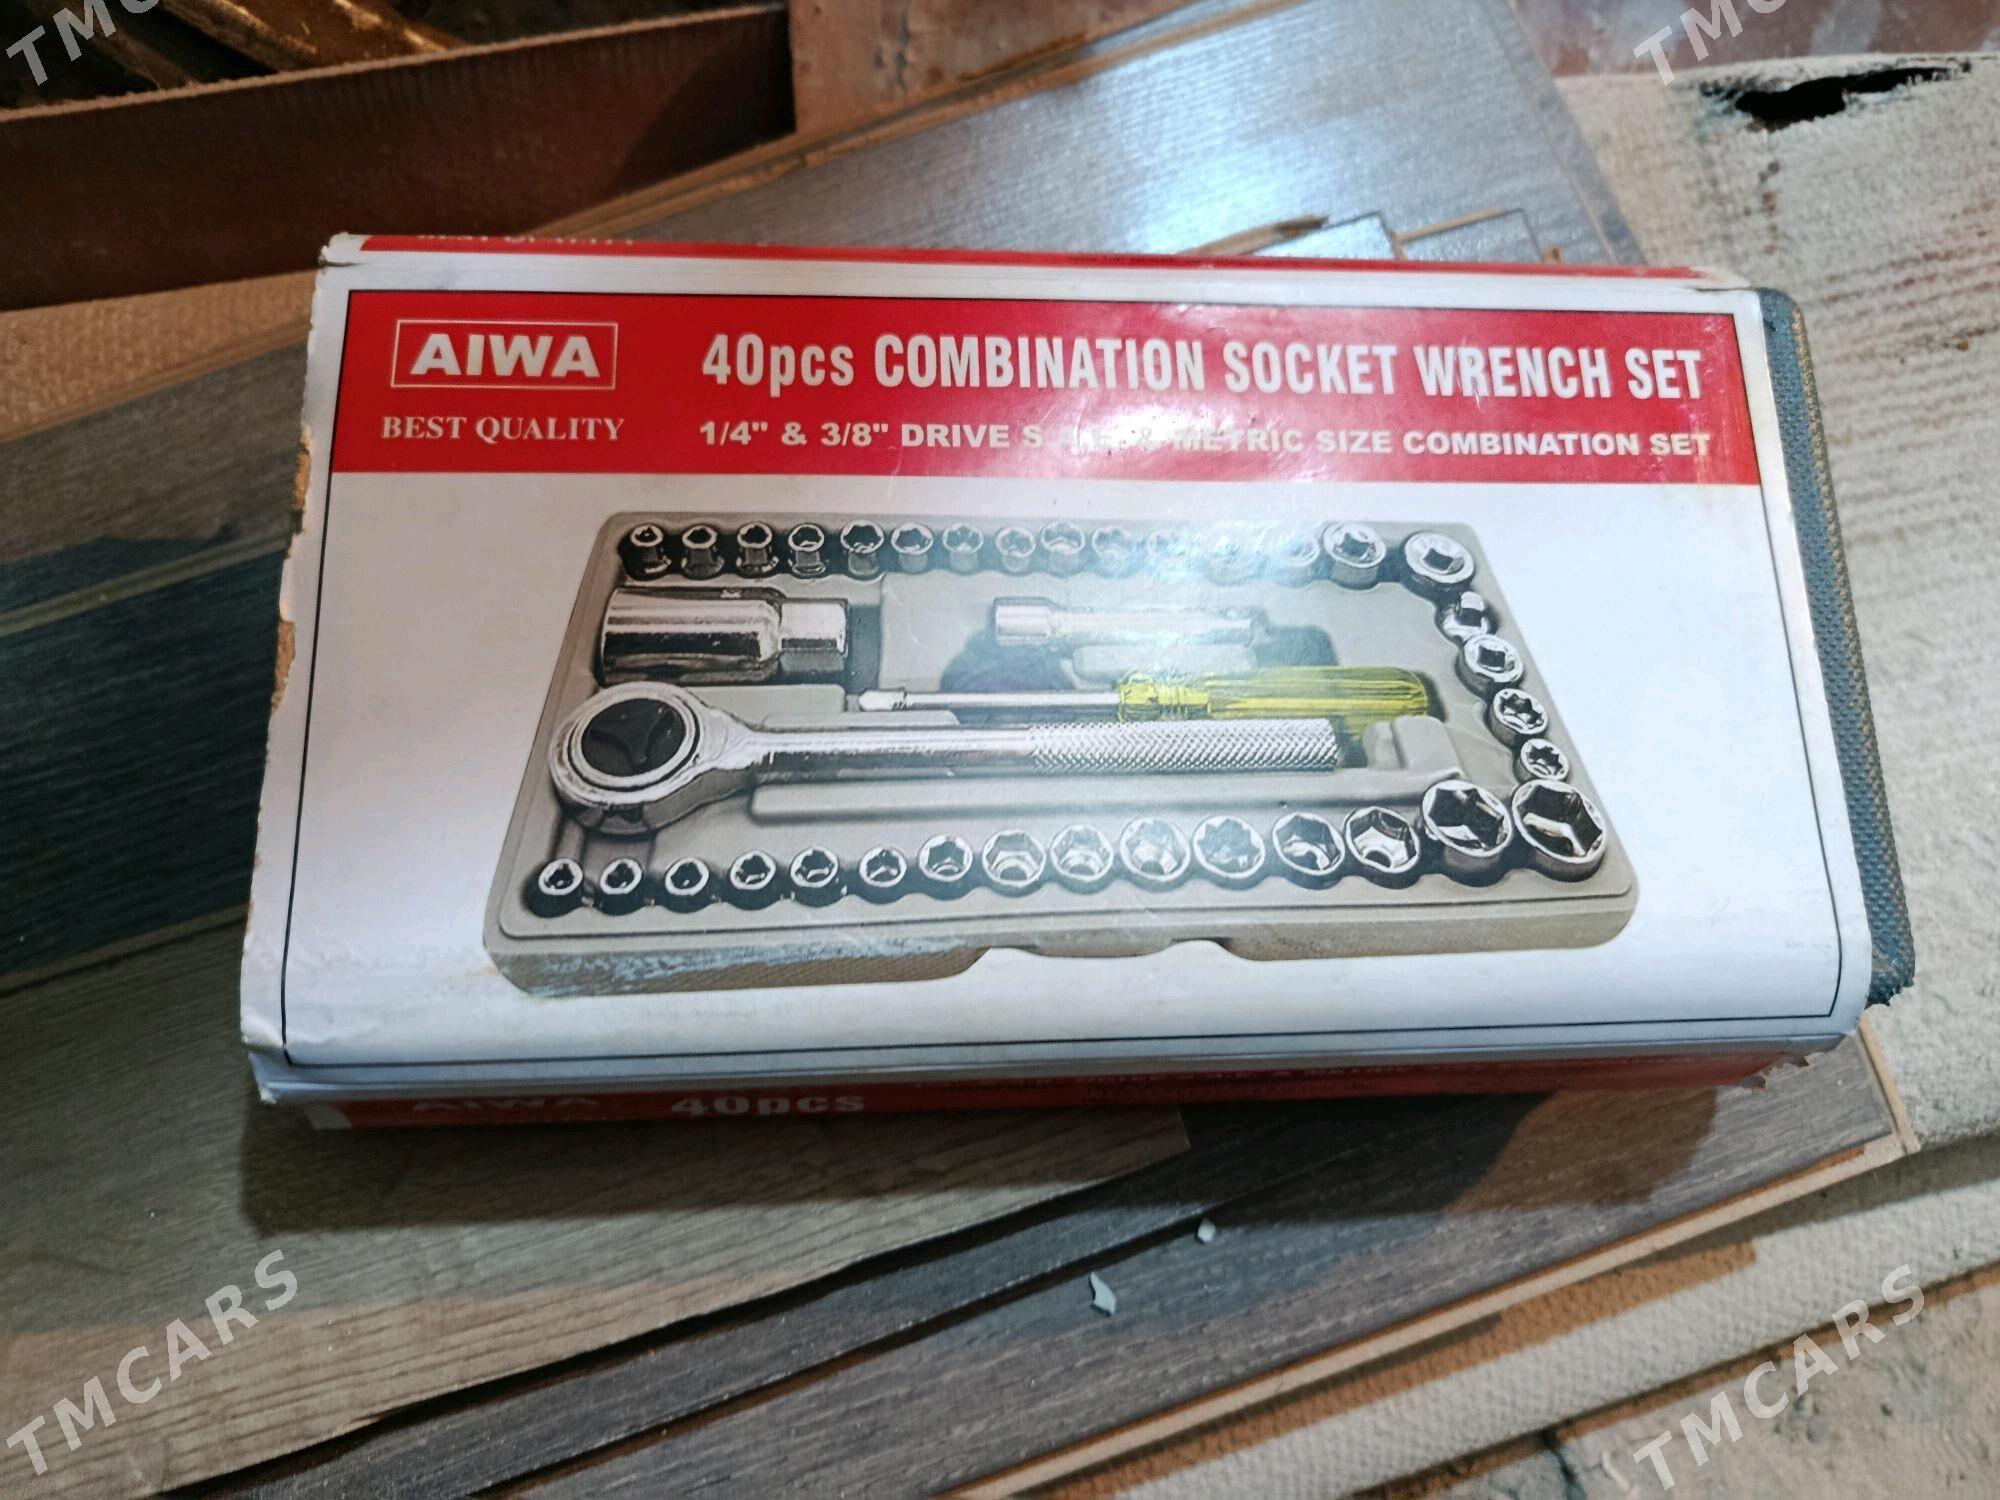 AIWA
BEST QUALITY
40pcs COMBINATION SOCKET WRENCH SET
1/4" & 3/8" DRIVE S.A.E. & METRIC SIZE COMBINATION SET
AIWA
40pcs
TMCARS
TMCARS